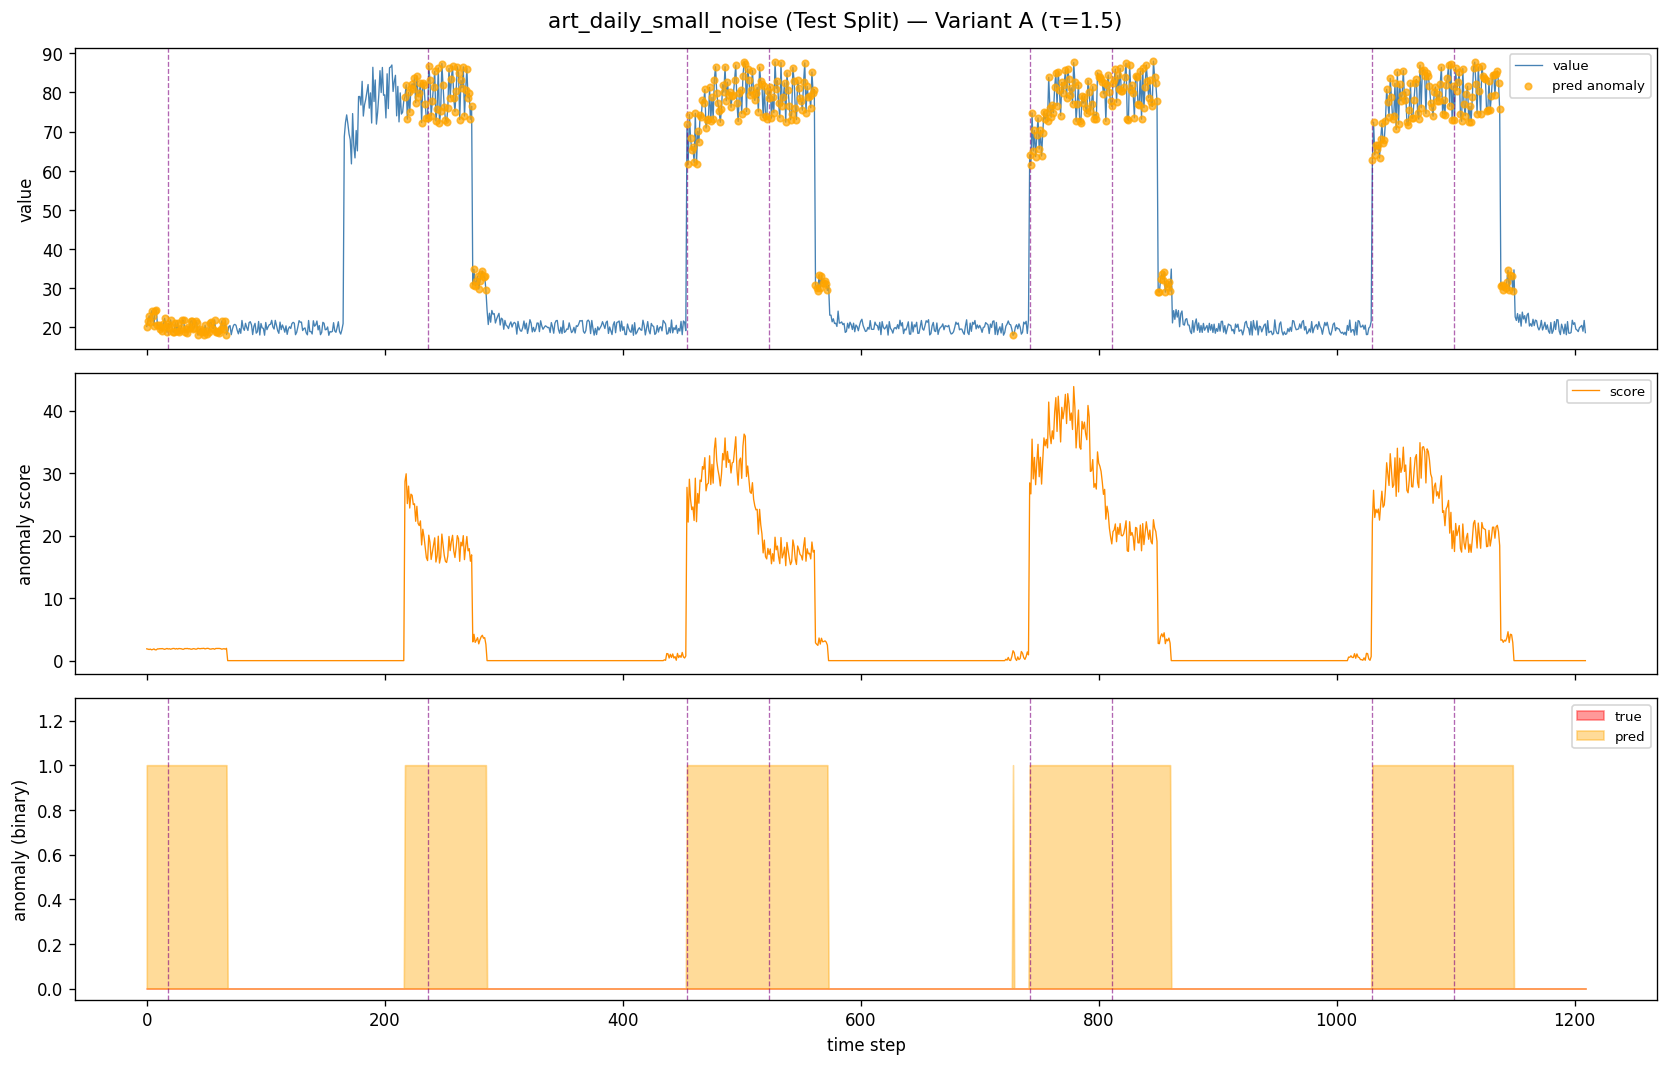 art_daily_small_noise (Test Split) — Variant A (τ=1.5)
value
90
80
70
60
50
40
30
20
value
pred anomaly
anomaly score
40
30
20
10
0
score
anomaly (binary)
1.2
1.0
0.8
0.6
0.4
0.2
0.0
true
pred
0
200
400
600
800
1000
1200
time step